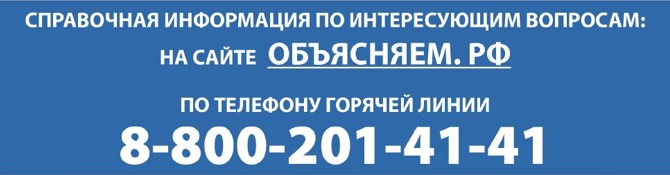 СПРАВОЧНАЯ ИНФОРМАЦИЯ ПО ИНТЕРЕСУЮЩИМ ВОПРОСАМ:
НА САЙТЕ ОБЪЯСНЯЕМ. РФ
ПО ТЕЛЕФОНУ ГОРЯЧЕЙ ЛИНИИ
8-800-201-41-41